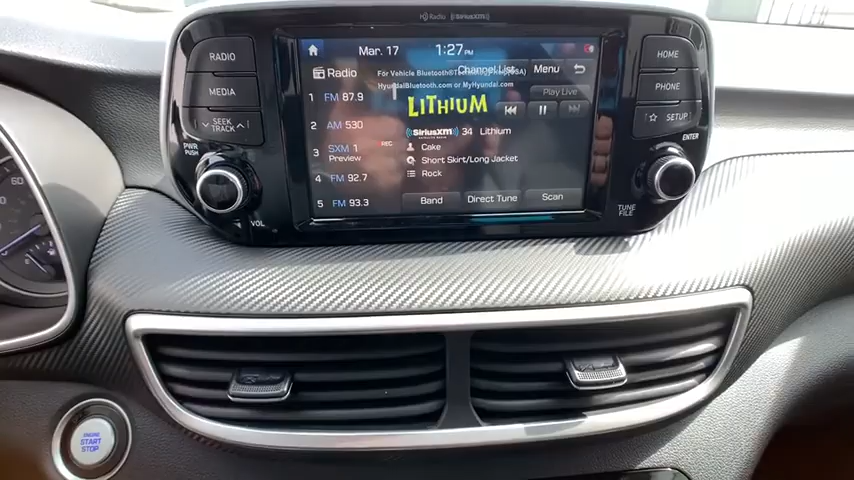 HD Radio (SiriusXM)
RADIO
MEDIA
SEEK
TRACK
PWR
PUSH
VOL
Mar. 17
1:27PM
Radio
Channel List
Menu
For Vehicle Bluetooth®
HyundaiBluetooth.com or MyHyundai.com
Play Live
1 FM 87.9
2 AM 530
3 SXM 1
Preview
4 FM 92.7
5 FM 93.3
REC
LITHIUM
SiriusXM 34 Lithium
Cake
Short Skirt/Long Jacket
Rock
Band
Direct Tune
Scan
HOME
PHONE
SETUP
ENTER
TUNE
FILE
60
ENGINE
START
STOP
SiriusXM